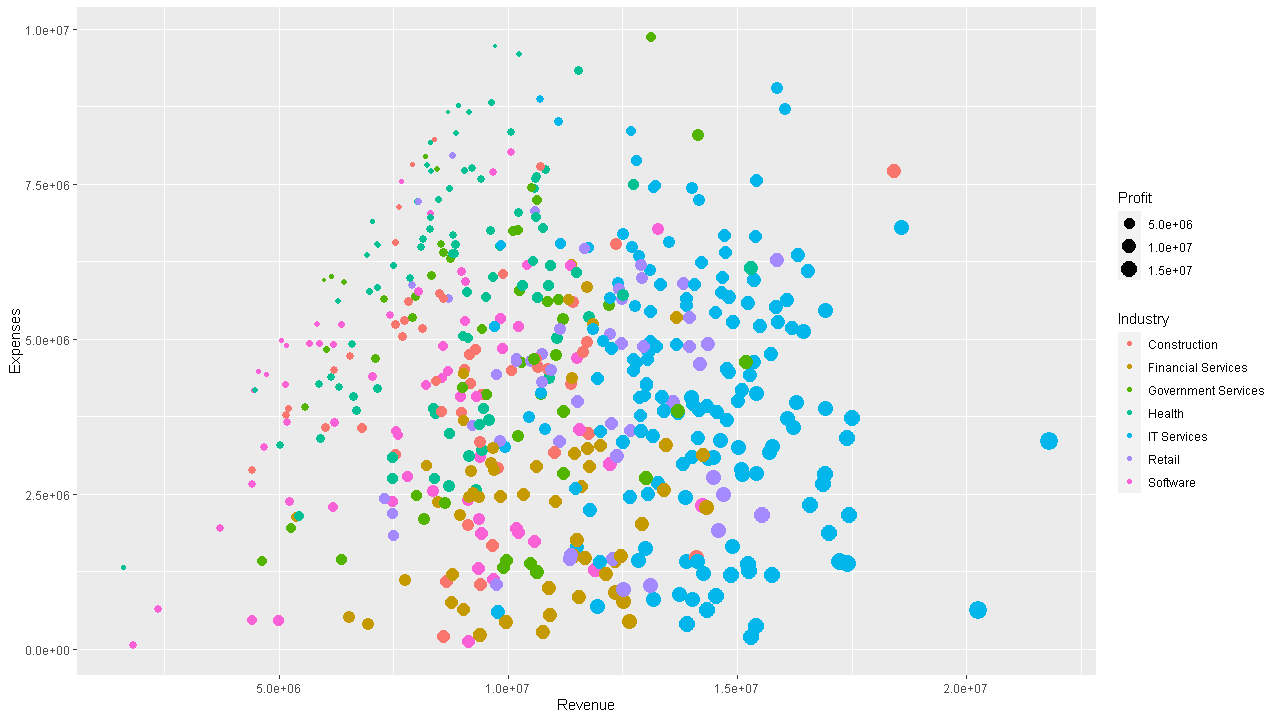 1.0e+07
7.5e+06
5.0e+06
2.5e+06
0.0e+00
Expenses
5.0e+06
1.0e+07
1.5e+07
2.0e+07
Revenue
Profit
5.0e+06
1.0e+07
1.5e+07
Industry
Construction
Financial Services
Government Services
Health
IT Services
Retail
Software